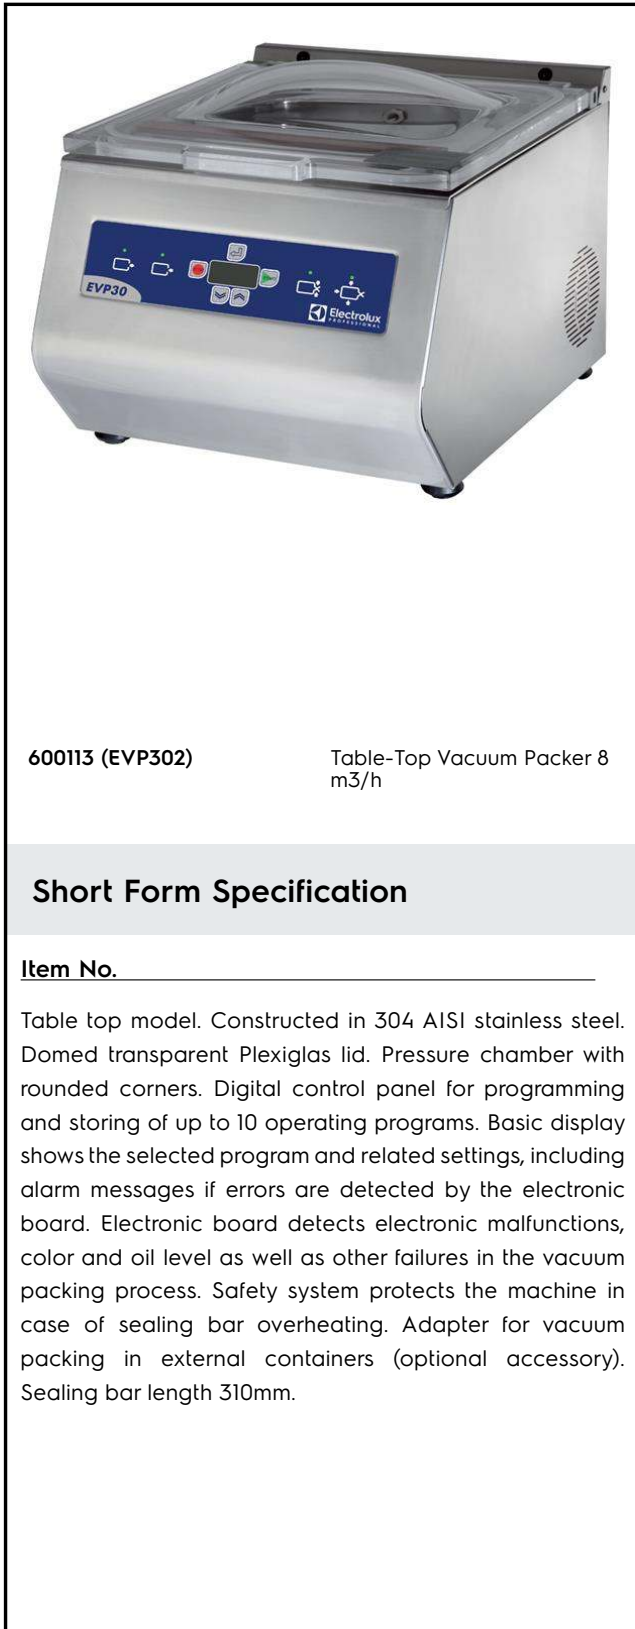 EVP30
Electrolux
PROFESSIONAL
600113 (EVP302)
Table-Top Vacuum Packer 8
m3/h
Short Form Specification
Item No.
Table top model. Constructed in 304 AISI stainless steel.
Domed transparent Plexiglas lid. Pressure chamber with
rounded corners. Digital control panel for programming
and storing of up to 10 operating programs. Basic display
shows the selected program and related settings, including
alarm messages if errors are detected by the electronic
board. Electronic board detects electronic malfunctions,
color and oil level as well as other failures in the vacuum
packing process. Safety system protects the machine in
case of sealing bar overheating. Adapter for vacuum
packing in external containers (optional accessory).
Sealing bar length 310mm.